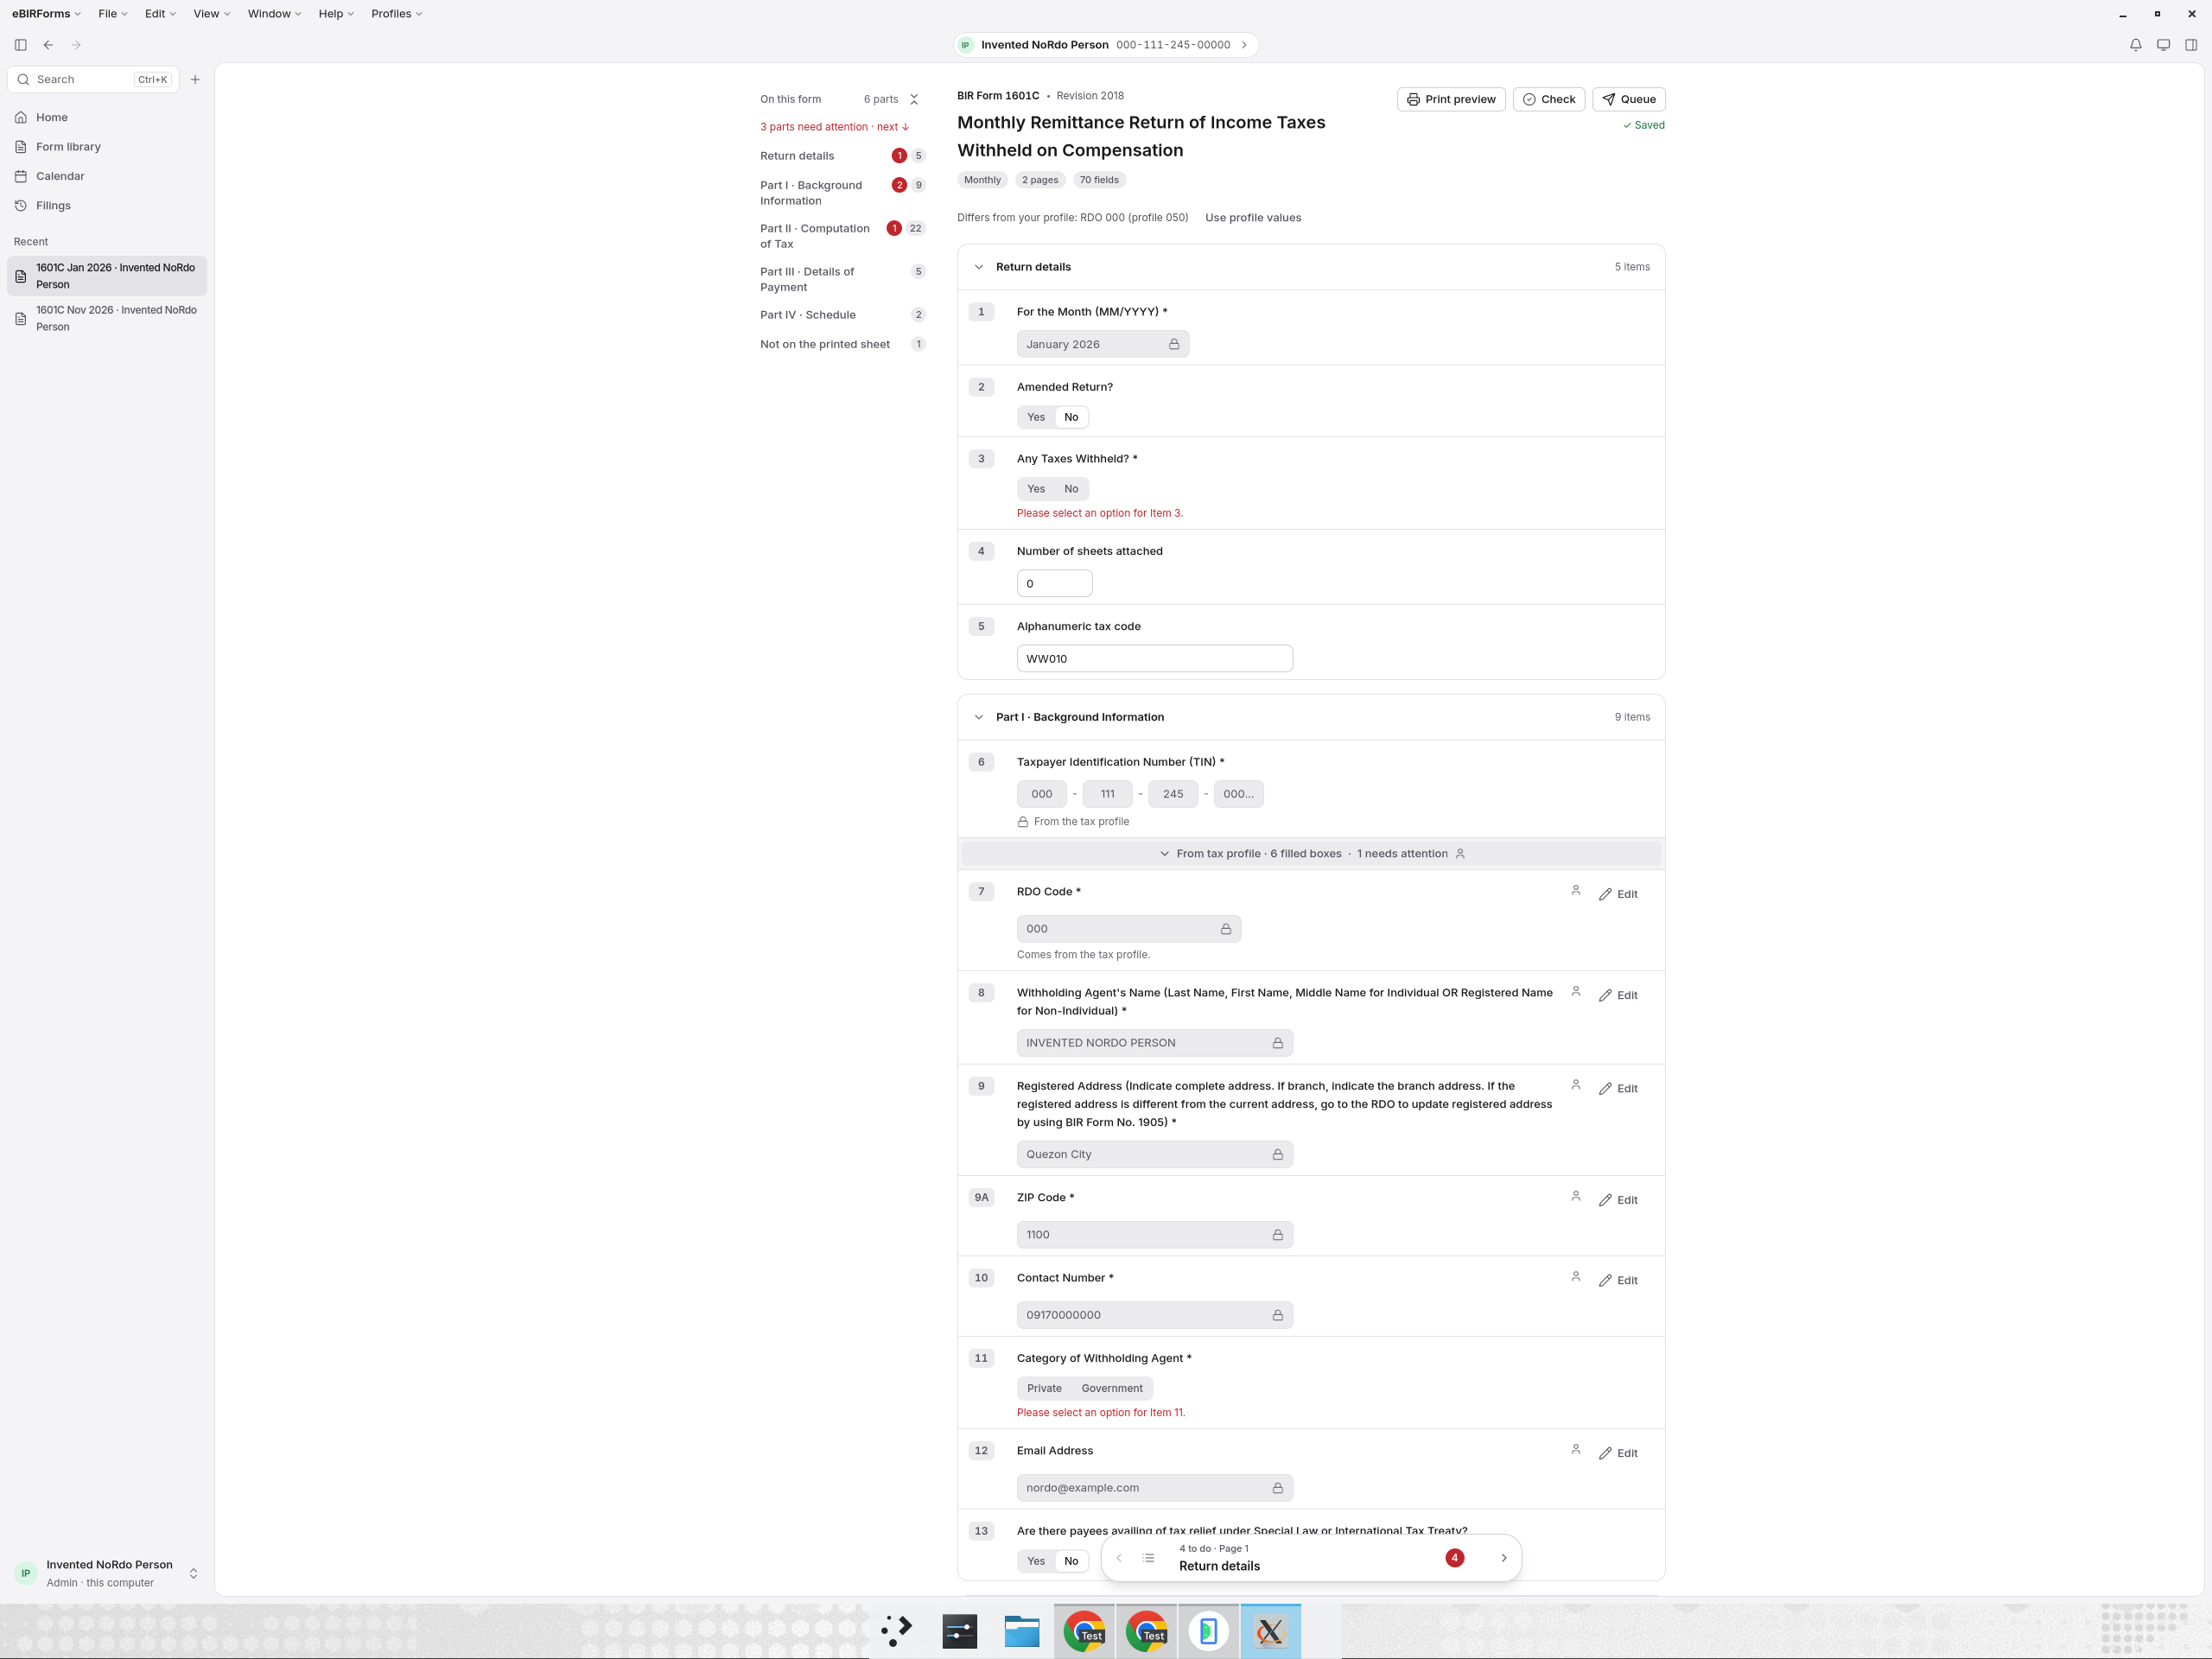 eBIRForms File Edit View Window Help Profiles
IP Invented NoRdo Person 000-111-245-00000
Search Ctrl+K
Home
Form library
Calendar
Filings
Recent
1601C Jan 2026 · Invented NoRdo
Person
1601C Nov 2026 · Invented NoRdo
Person
IP Invented NoRdo Person
Admin · this computer
On this form 6 parts
3 parts need attention · next ↓
Return details 1 5
Part I · Background 2 9
Information
Part II · Computation 1 22
of Tax
Part III · Details of 5
Payment
Part IV · Schedule 2
Not on the printed sheet 1
BIR Form 1601C • Revision 2018
Monthly Remittance Return of Income Taxes
Withheld on Compensation
Print preview Check Queue
✓ Saved
Monthly 2 pages 70 fields
Differs from your profile: RDO 000 (profile 050) Use profile values
Return details 5 items
1 For the Month (MM/YYYY) *
January 2026
2 Amended Return?
Yes No
3 Any Taxes Withheld? *
Yes No
Please select an option for Item 3.
4 Number of sheets attached
0
5 Alphanumeric tax code
WW010
Part I · Background Information 9 items
6 Taxpayer Identification Number (TIN) *
000 - 111 - 245 - 000...
From the tax profile
From tax profile · 6 filled boxes · 1 needs attention
7 RDO Code * Edit
000
Comes from the tax profile.
8 Withholding Agent's Name (Last Name, First Name, Middle Name for Individual OR Registered Name Edit
for Non-Individual) *
INVENTED NORDO PERSON
9 Registered Address (Indicate complete address. If branch, indicate the branch address. If the Edit
registered address is different from the current address, go to the RDO to update registered address
by using BIR Form No. 1905) *
Quezon City
9A ZIP Code * Edit
1100
10 Contact Number * Edit
09170000000
11 Category of Withholding Agent *
Private Government
Please select an option for Item 11.
12 Email Address Edit
nordo@example.com
13 Are there payees availing of tax relief under Special Law or International Tax Treaty?
Yes No
4 to do · Page 1
Return details 4
Test Test